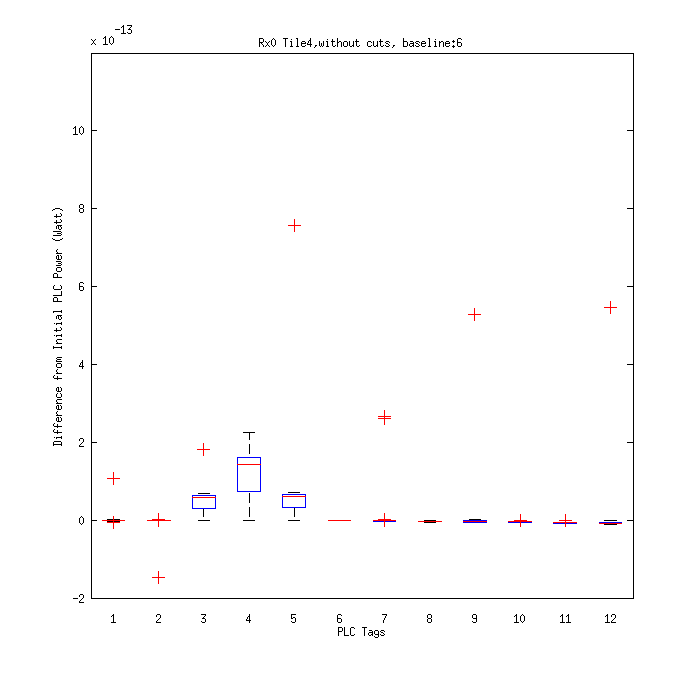 x 10 -13
Rx0 Tile4,without cuts, baseline:6
10
8
6
4
2
0
-2
Difference from Initial PLC Power (Watt)
1 2 3 4 5 6 7 8 9 10 11 12
PLC Tags